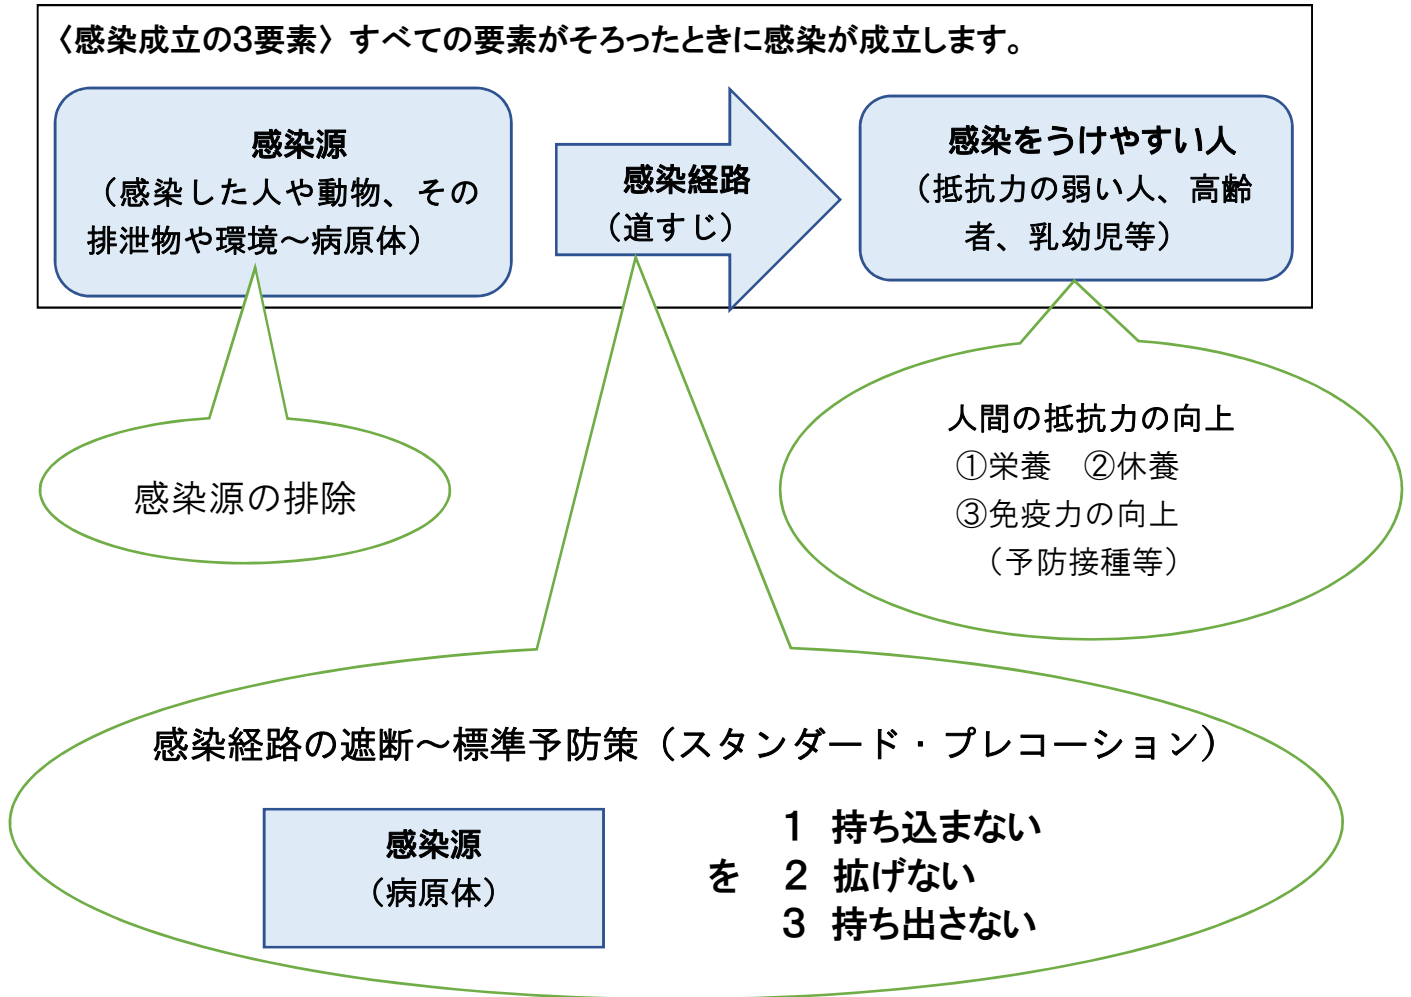 〈感染成立の3要素〉すべての要素がそろったときに感染が成立します。
感染源
（感染した人や動物、その
排泄物や環境～病原体）
感染経路
（道すじ）
感染をうけやすい人
（抵抗力の弱い人、高齢
者、乳幼児等）
感染源の排除
人間の抵抗力の向上
①栄養　②休養
③免疫力の向上
（予防接種等）
感染経路の遮断～標準予防策（スタンダード・プレコーション）
感染源
（病原体）
を
1 持ち込まない
2 拡げない
3 持ち出さない